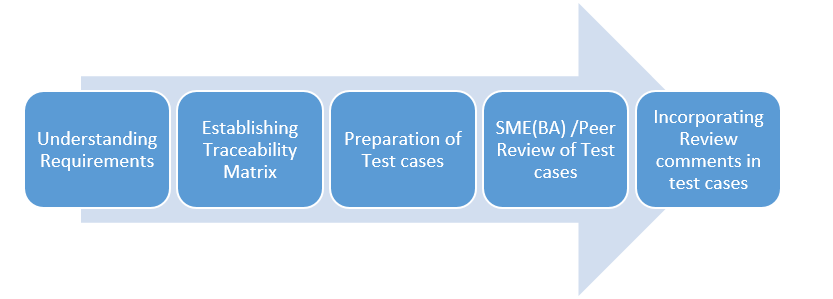 Understanding
Requirements
Establishing
Traceability
Matrix
Preparation of
Test cases
SME(BA) /Peer
Review of Test
cases
Incorporating
Review
comments in
test cases